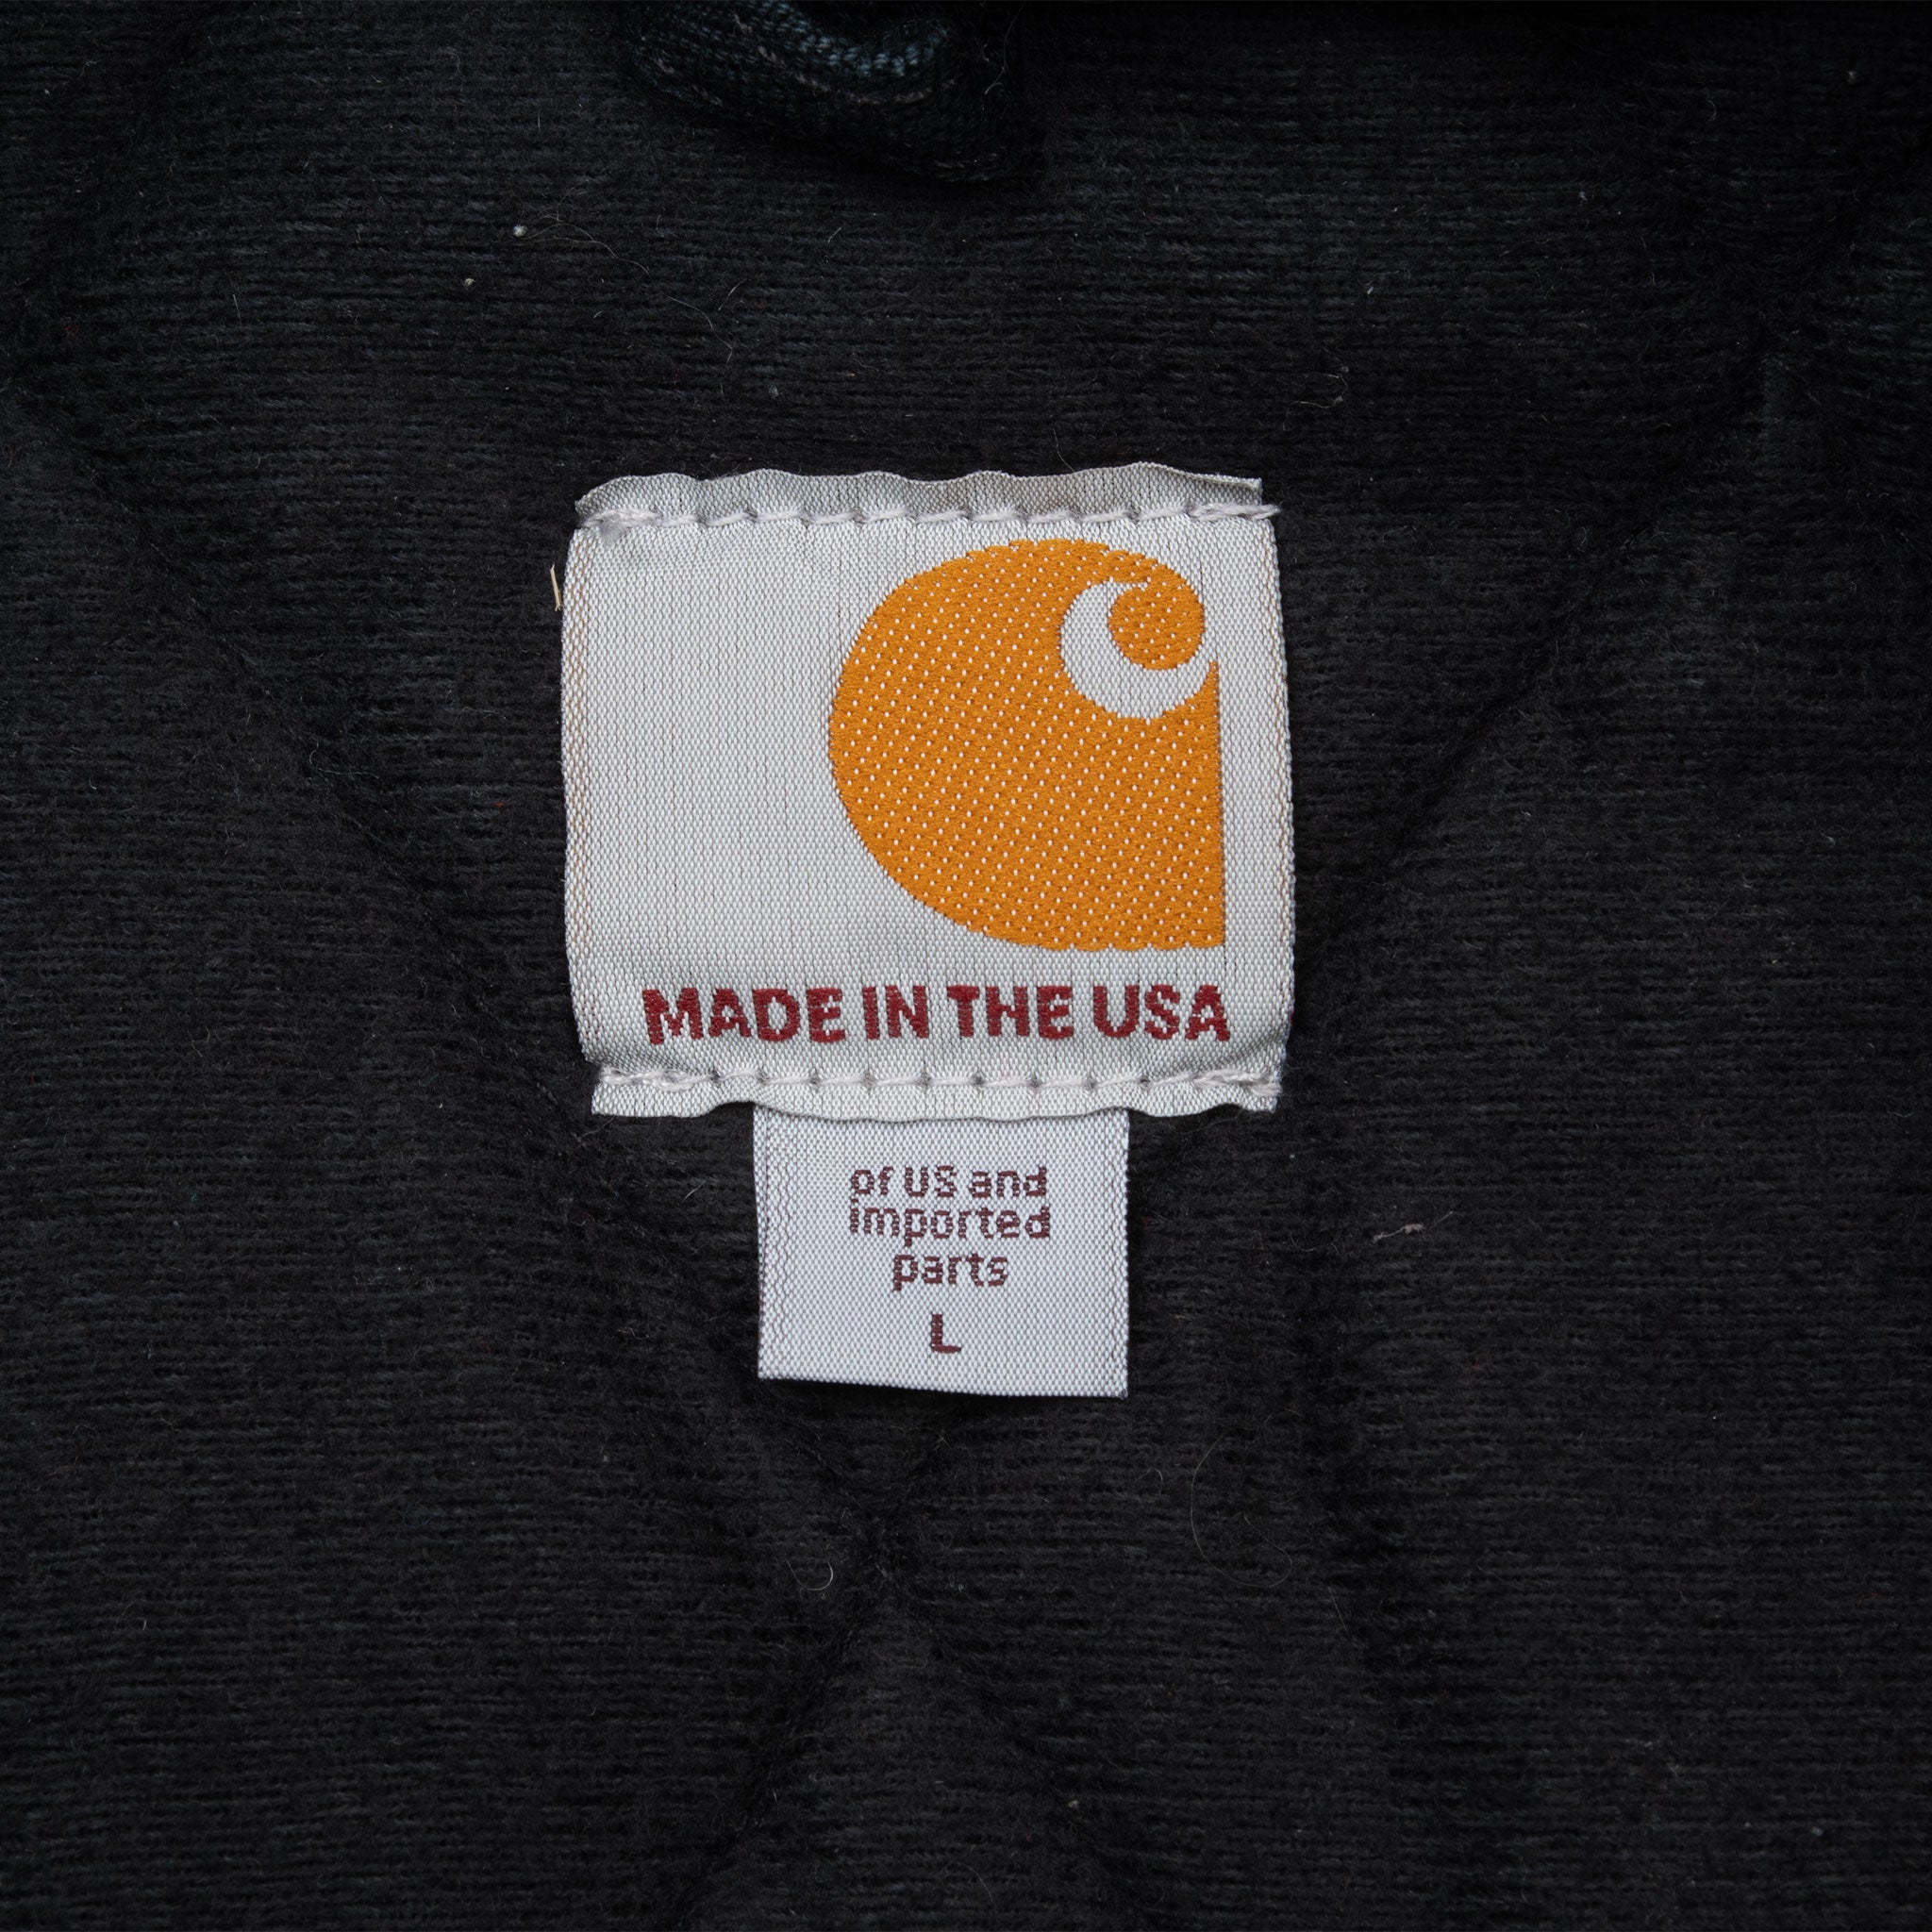 MADE IN THE USA
of US and
imported
parts
L